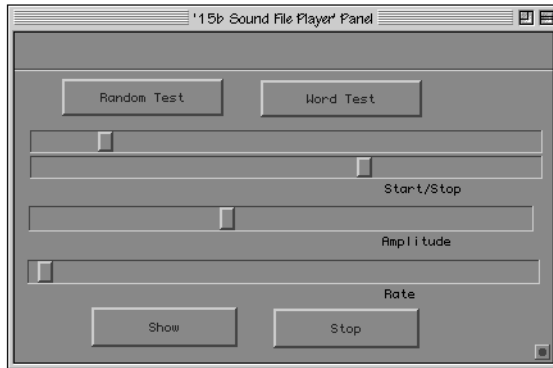 '15b Sound File Player' Panel
Random Test
Word Test
Start/Stop
Amplitude
Rate
Show
Stop